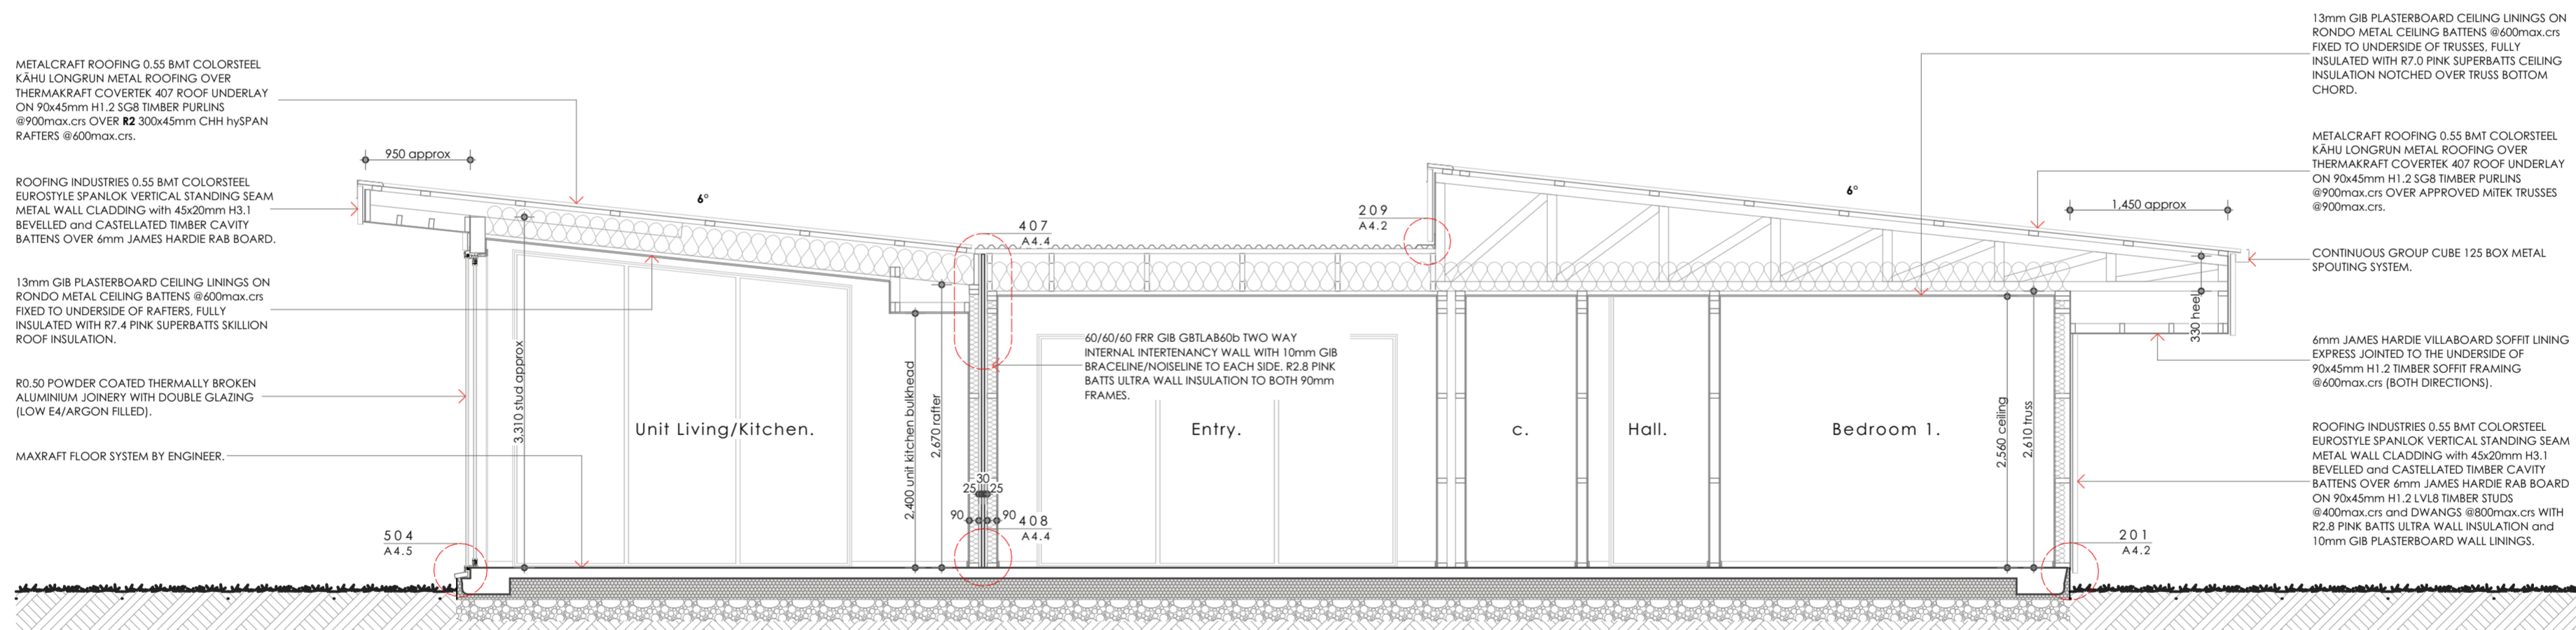 METALCRAFT ROOFING 0.55 BMT COLORSTEEL
KĀHU LONGRUN METAL ROOFING OVER
THERMAKRAFT COVERTEK 407 ROOF UNDERLAY
ON 90x45mm H1.2 SG8 TIMBER PURLINS
@900max.crs OVER R2 300x45mm CHH hySPAN
RAFTERS @600max.crs.
ROOFING INDUSTRIES 0.55 BMT COLORSTEEL
EUROSTYLE SPANLOK VERTICAL STANDING SEAM
METAL WALL CLADDING with 45x20mm H3.1
BEVELLED and CASTELLATED TIMBER CAVITY
BATTENS OVER 6mm JAMES HARDIE RAB BOARD.
13mm GIB PLASTERBOARD CEILING LININGS ON
RONDO METAL CEILING BATTENS @600max.crs
FIXED TO UNDERSIDE OF RAFTERS, FULLY
INSULATED WITH R7.4 PINK SUPERBATTS SKILLION
ROOF INSULATION.
R0.50 POWDER COATED THERMALLY BROKEN
ALUMINIUM JOINERY WITH DOUBLE GLAZING
(LOW E4/ARGON FILLED).
MAXRAFT FLOOR SYSTEM BY ENGINEER.
950 approx
6°
407
A4.4
209
A4.2
6°
1,450 approx
330 heel
3,310 stud approx
Unit Living/Kitchen.
2,400 unit kitchen bulkhead
2,670 rafter
60/60/60 FRR GIB GBTLAB60b TWO WAY
INTERNAL INTERTENANCY WALL WITH 10mm GIB
BRACELINE/NOISELINE TO EACH SIDE. R2.8 PINK
BATTS ULTRA WALL INSULATION TO BOTH 90mm
FRAMES.
Entry.
c.
Hall.
Bedroom 1.
2,560 ceiling
2,610 truss
30
25
25
90
90
408
A4.4
504
A4.5
201
A4.2
13mm GIB PLASTERBOARD CEILING LININGS ON
RONDO METAL CEILING BATTENS @600max.crs
FIXED TO UNDERSIDE OF TRUSSES, FULLY
INSULATED WITH R7.0 PINK SUPERBATTS CEILING
INSULATION NOTCHED OVER TRUSS BOTTOM
CHORD.
METALCRAFT ROOFING 0.55 BMT COLORSTEEL
KĀHU LONGRUN METAL ROOFING OVER
THERMAKRAFT COVERTEK 407 ROOF UNDERLAY
ON 90x45mm H1.2 SG8 TIMBER PURLINS
@900max.crs OVER APPROVED MiTEK TRUSSES
@900max.crs.
CONTINUOUS GROUP CUBE 125 BOX METAL
SPOUTING SYSTEM.
6mm JAMES HARDIE VILLABOARD SOFFIT LINING
EXPRESS JOINTED TO THE UNDERSIDE OF
90x45mm H1.2 TIMBER SOFFIT FRAMING
@600max.crs (BOTH DIRECTIONS).
ROOFING INDUSTRIES 0.55 BMT COLORSTEEL
EUROSTYLE SPANLOK VERTICAL STANDING SEAM
METAL WALL CLADDING with 45x20mm H3.1
BEVELLED and CASTELLATED TIMBER CAVITY
BATTENS OVER 6mm JAMES HARDIE RAB BOARD
ON 90x45mm H1.2 LVL8 TIMBER STUDS
@400max.crs and DWANGS @800max.crs WITH
R2.8 PINK BATTS ULTRA WALL INSULATION and
10mm GIB PLASTERBOARD WALL LININGS.